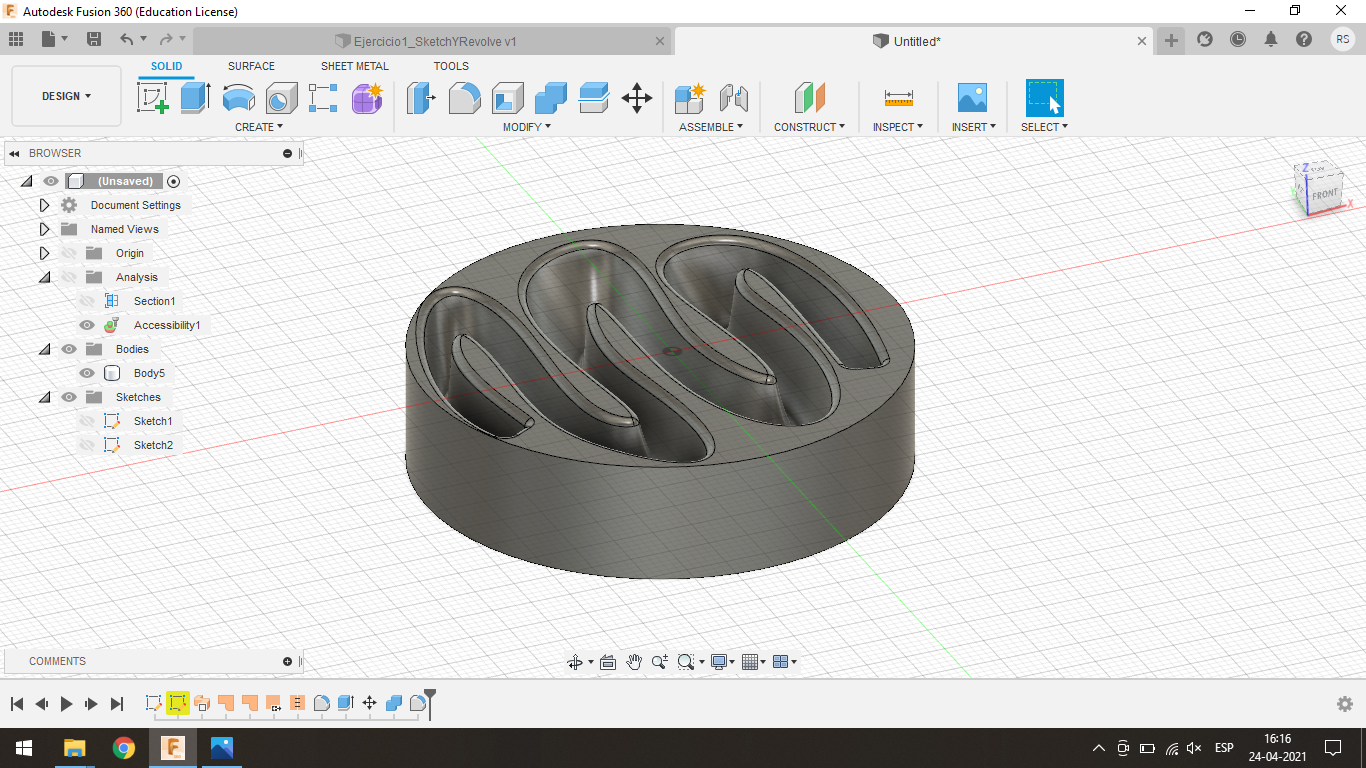 Autodesk Fusion 360 (Education License)
Ejercicio1_SketchYRevolve v1
Untitled*
RS
SOLID SURFACE SHEET METAL TOOLS
DESIGN
CREATE MODIFY ASSEMBLE CONSTRUCT INSPECT INSERT SELECT
BROWSER
(Unsaved)
Document Settings
Named Views
Origin
Analysis
Section1
Accessibility1
Bodies
Body5
Sketches
Sketch1
Sketch2
Z
FRONT
X
COMMENTS
ESP
16:16
24-04-2021